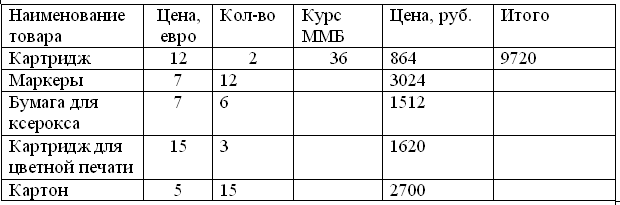 Наименование товара Цена, евро Кол-во Курс ММБ Цена, руб. Итого
Картридж 12 2 36 864 9720
Маркеры 7 12 3024
Бумага для ксерокса 7 6 1512
Картридж для цветной печати 15 3 1620
Картон 5 15 2700